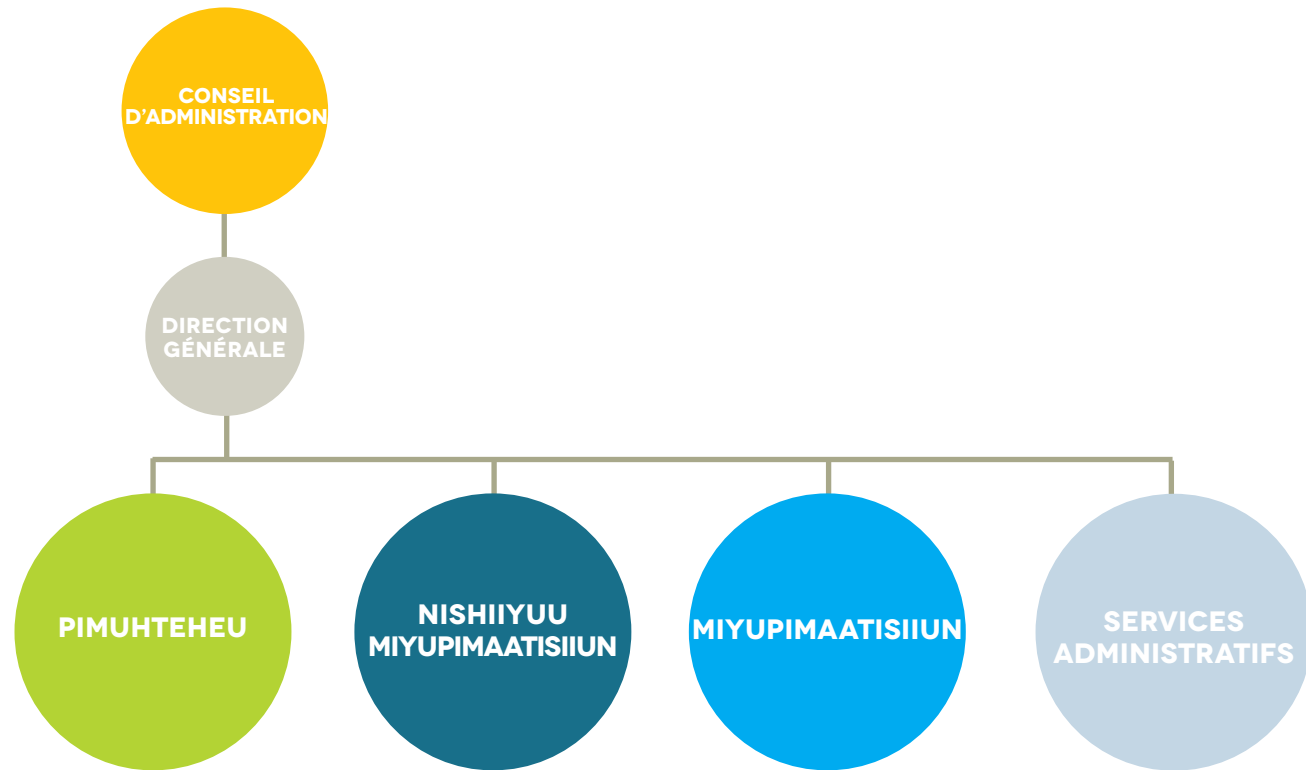 CONSEIL
D'ADMINISTRATION
DIRECTION
GÉNÉRALE
PIMUHTEHEU
NISHIIYUU
MIYUPIMAATISIIUN
MIYUPIMAATISIIUN
SERVICES
ADMINISTRATIFS